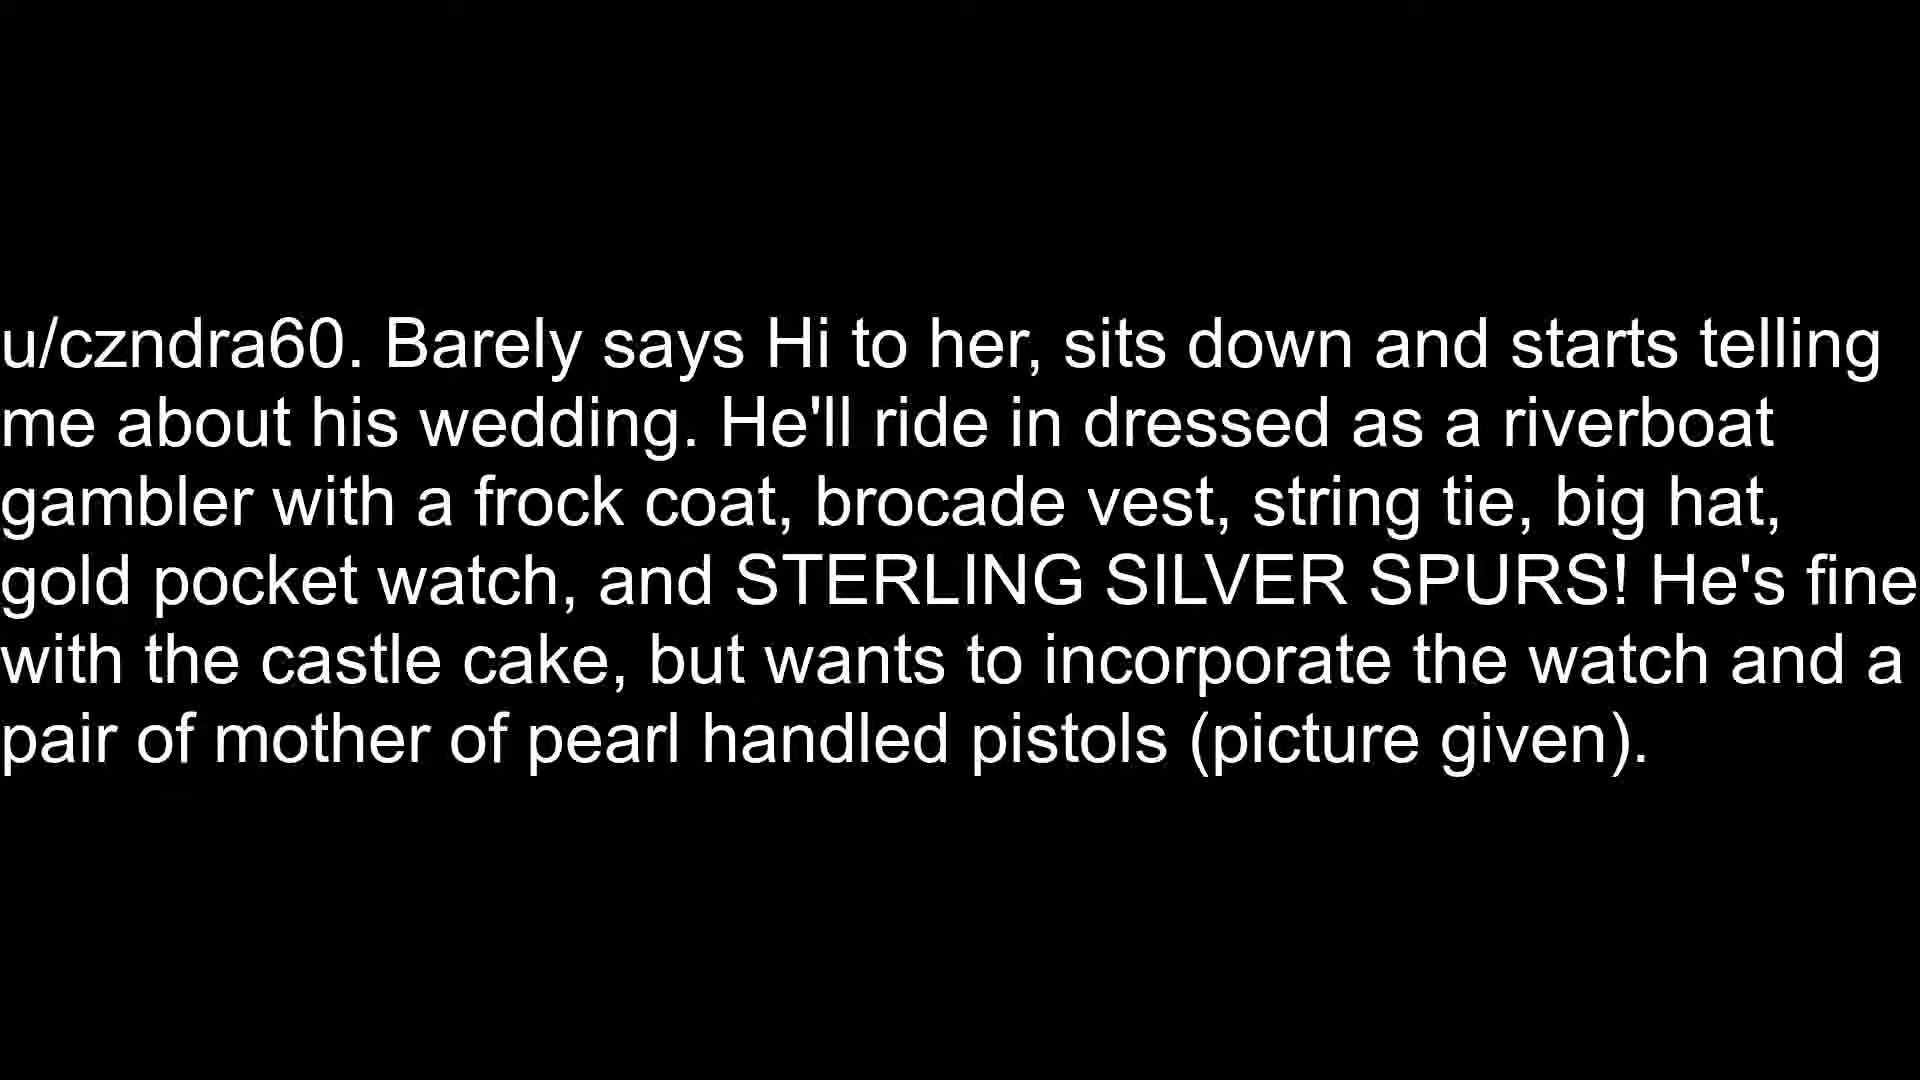 u/czndra60. Barely says Hi to her, sits down and starts telling
me about his wedding. He'll ride in dressed as a riverboat
gambler with a frock coat, brocade vest, string tie, big hat,
gold pocket watch, and STERLING SILVER SPURS! He's fine
with the castle cake, but wants to incorporate the watch and a
pair of mother of pearl handled pistols (picture given).